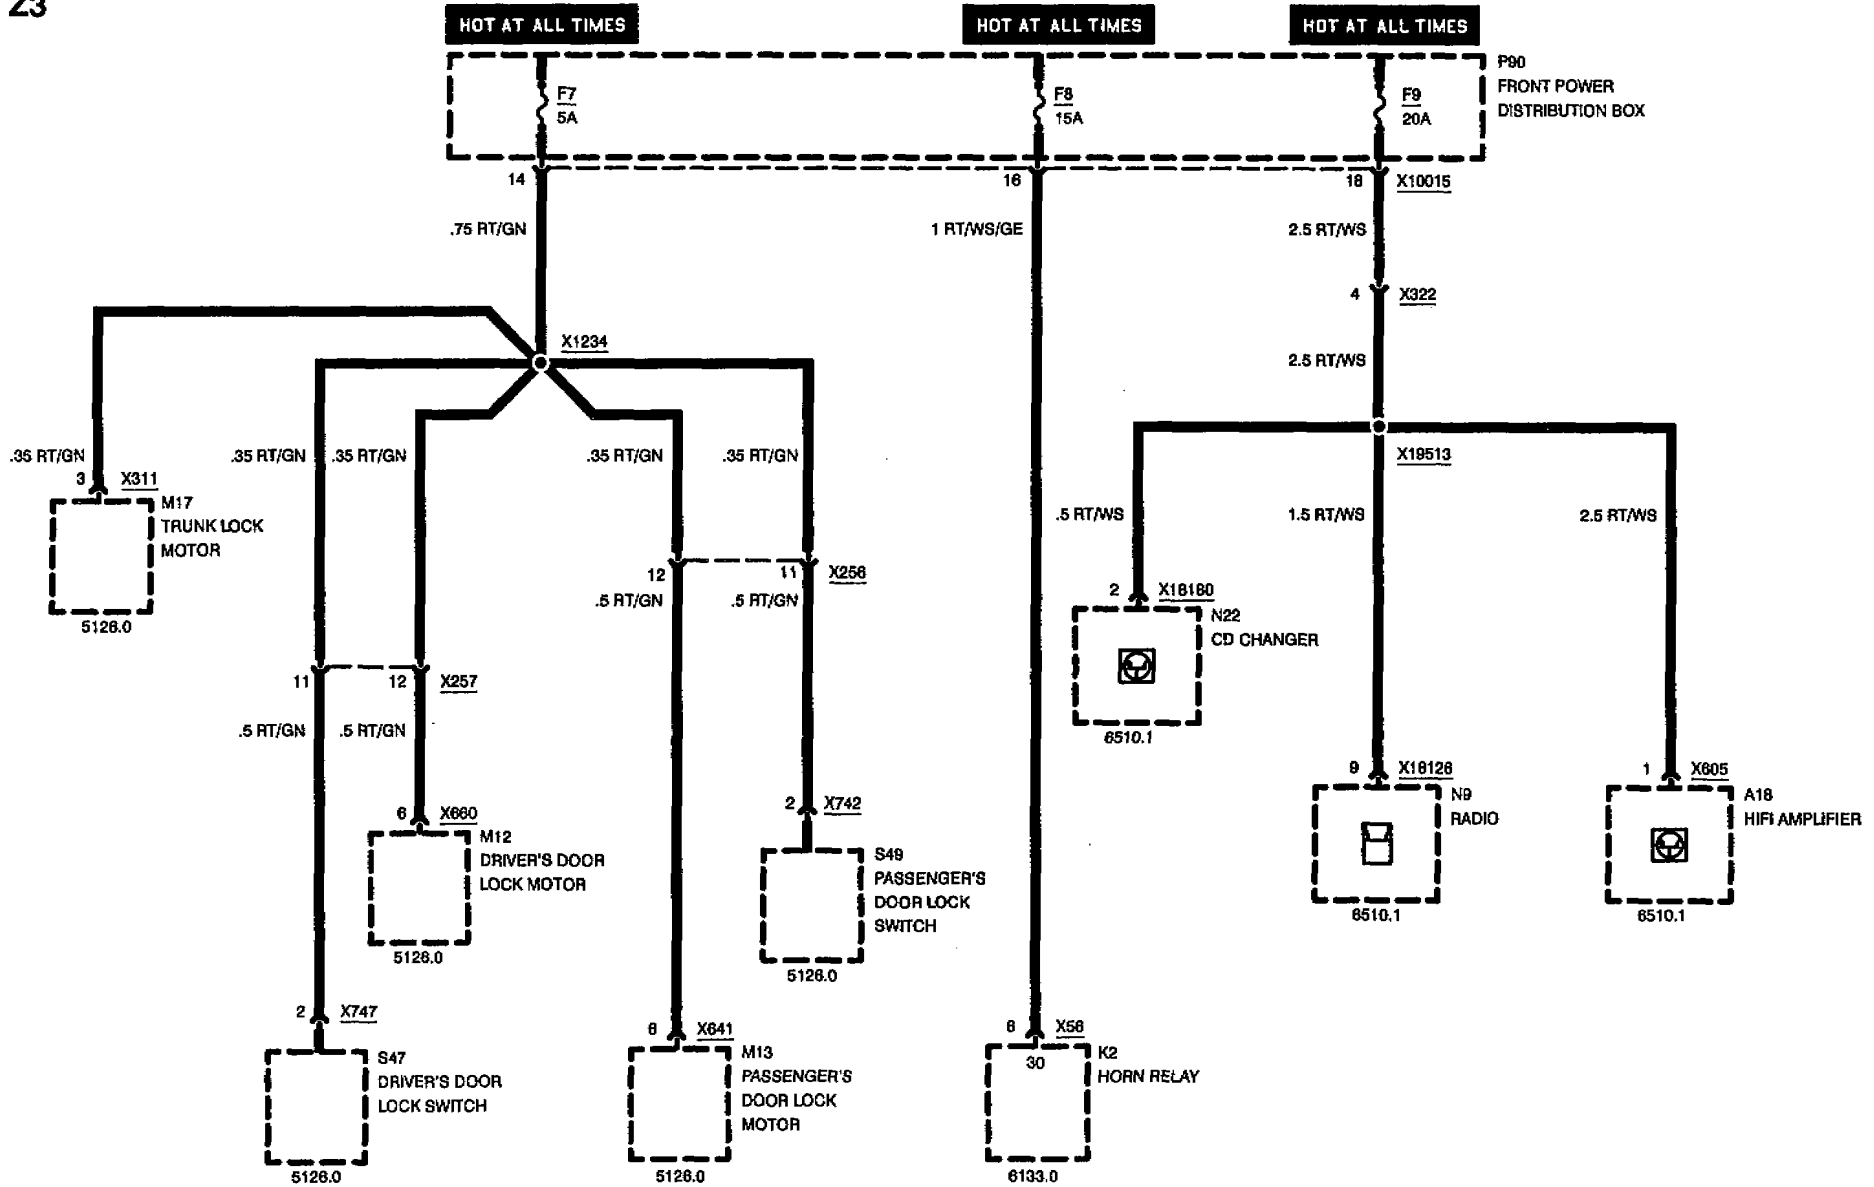 Z3
HOT AT ALL TIMES
HOT AT ALL TIMES
HOT AT ALL TIMES
P90
FRONT POWER
DISTRIBUTION BOX
F7
5A
F8
15A
F9
20A
14
16
18
X10015
.75 RT/GN
1 RT/WS/GE
2.5 RT/WS
4
X322
X1234
2.5 RT/WS
.35 RT/GN
.35 RT/GN
.35 RT/GN
.35 RT/GN
.35 RT/GN
X19513
3
X311
M17
TRUNK LOCK
MOTOR
5126.0
.5 RT/WS
1.5 RT/WS
2.5 RT/WS
12
11
X256
.5 RT/GN
.5 RT/GN
2
X18180
N22
CD CHANGER
6510.1
11
12
X257
.5 RT/GN
.5 RT/GN
9
X18126
N9
RADIO
6510.1
1
X605
A18
HIFI AMPLIFIER
6510.1
6
X660
M12
DRIVER'S DOOR
LOCK MOTOR
5126.0
2
X742
S49
PASSENGER'S
DOOR LOCK
SWITCH
5126.0
2
X747
S47
DRIVER'S DOOR
LOCK SWITCH
5126.0
6
X641
M13
PASSENGER'S
DOOR LOCK
MOTOR
5126.0
6
X56
30
K2
HORN RELAY
6133.0